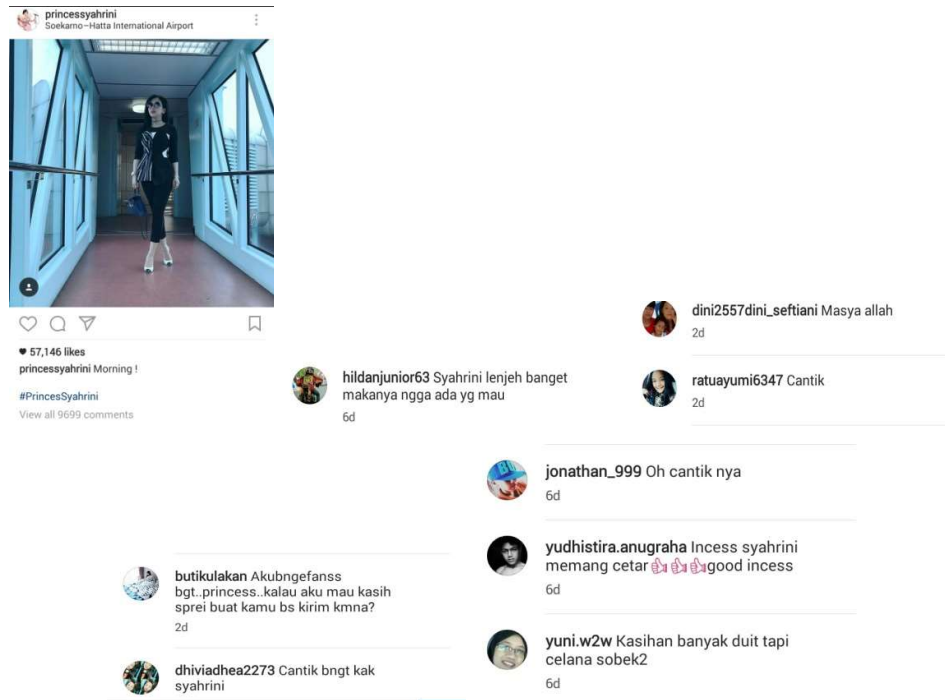 princessyahrini
Soekarno–Hatta International Airport
57,146 likes
princessyahrini Morning !
#PrincesSyahrini
View all 9699 comments
hildanjunior63 Syahrini lenjeh banget
makanya ngga ada yg mau
6d
dini2557dini_seftiani Masya allah
2d
ratuayumi6347 Cantik
2d
jonathan_999 Oh cantik nya
6d
yudhistira.anugraha Incess syahrini
memang cetar 👍👍👍good incess
6d
yuni.w2w Kasihan banyak duit tapi
celana sobek2
6d
butikulakan Akubngefanss
bgt..princess..kalau aku mau kasih
sprei buat kamu bs kirim kmna?
2d
dhiviadhea2273 Cantik bngt kak
syahrini